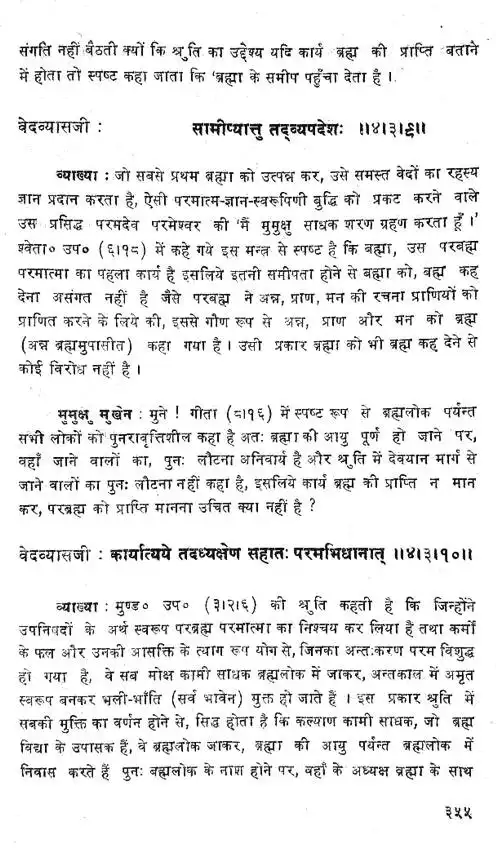 संगति नहीं बैठती क्यों कि श्रुति का उद्देश्य यदि कार्य ब्रह्म की प्राप्ति बताने
में होता तो स्पष्ट कहा जाता कि 'ब्रह्मा के समीप पहुँचा देता है।
वेदव्यासजी : सामीप्यात्तु तद्व्यपदेशः ॥४।३।९॥
व्याख्या : जो सबसे प्रथम ब्रह्मा को उत्पन्न कर, उसे समस्त वेदों का रहस्य
ज्ञान प्रदान करता है, ऐसी परमात्म-ज्ञान-स्वरूपिणी बुद्धि को प्रकट करने वाले
उस प्रसिद्ध परमदेव परमेश्वर की 'मैं मुमुक्षु साधक शरण ग्रहण करता हूँ।'
श्वेता० उप० (६।१८) में कहे गये इस मन्त्र से स्पष्ट है कि ब्रह्मा, उस परब्रह्म
परमात्मा का पहला कार्य है इसलिये इतनी समीपता होने से ब्रह्मा को, ब्रह्म कह
देना असंगत नहीं है जैसे परब्रह्म ने अन्न, प्राण, मन की रचना प्राणियों को
प्राणित करने के लिये की, इससे गौण रूप से अन्न, प्राण और मन को ब्रह्म
(अन्न ब्रह्ममुपासीत) कहा गया है। उसी प्रकार ब्रह्मा को भी ब्रह्म कह देने से
कोई विरोध नहीं है।
मुमुक्षु मुखेन : मुने ! गीता (८।१६) में स्पष्ट रूप से ब्रह्मलोक पर्यन्त
सभी लोकों को पुनरावृत्तिशील कहा है अतः ब्रह्मा की आयु पूर्ण हो जाने पर,
वहाँ जाने वालों का, पुनः लौटना अनिवार्य है और श्रुति में देवयान मार्ग से
जाने वालों का पुनः लौटना नहीं कहा है, इसलिये कार्य ब्रह्म की प्राप्ति न मान
कर, परब्रह्म को प्राप्ति मानना उचित क्या नहीं है ?
वेदव्यासजी : कार्यात्यये तदध्यक्षेण सहातः परमभिधानात् ॥४।३।१०॥
व्याख्या : मुण्ड० उप० (३।२।६) की श्रुति कहती है कि जिन्होंने
उपनिषदों के अर्थ स्वरूप परब्रह्म परमात्मा का निश्चय कर लिया है तथा कर्मों
के फल और उनकी आसक्ति के त्याग रूप योग से, जिनका अन्तःकरण परम विशुद्ध
हो गया है, वे सब मोक्ष कामी साधक ब्रह्मलोक में जाकर, अन्तकाल में अमृत
स्वरूप बनकर भली-भाँति (सर्व भावेन) मुक्त हो जाते हैं। इस प्रकार श्रुति में
सबकी मुक्ति का वर्णन होने से, सिद्ध होता है कि कल्याण कामी साधक, जो ब्रह्म
विद्या के उपासक हैं, वे ब्रह्मलोक जाकर, ब्रह्मा की आयु पर्यन्त ब्रह्मलोक में
निवास करते हैं पुनः बह्मलोक के नाश होने पर, वहाँ के अध्यक्ष ब्रह्मा के साथ
३५५